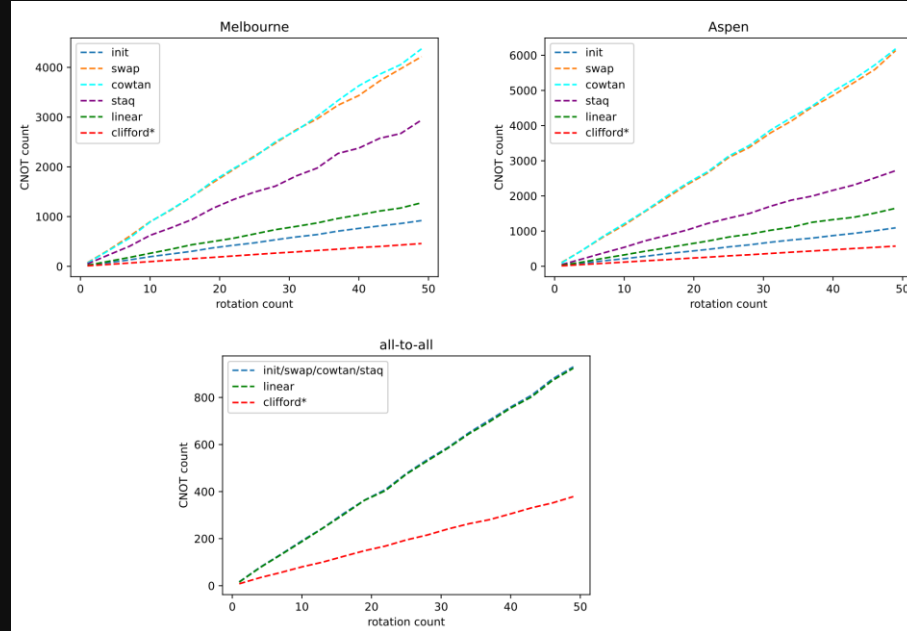 Melbourne
init
swap
cowtan
staq
linear
clifford*
CNOT count
4000
3000
2000
1000
0
0 10 20 30 40 50
rotation count
Aspen
init
swap
cowtan
staq
linear
clifford*
CNOT count
6000
5000
4000
3000
2000
1000
0
0 10 20 30 40 50
rotation count
all-to-all
init/swap/cowtan/staq
linear
clifford*
CNOT count
800
600
400
200
0
0 10 20 30 40 50
rotation count